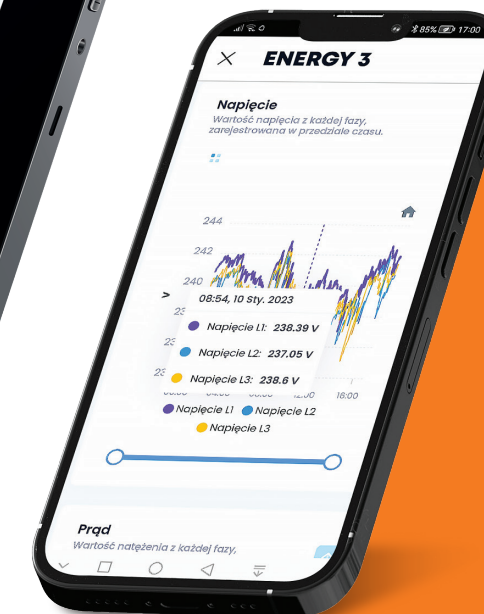 85% 17:00
ENERGY 3
Napięcie
Wartość napięcia z każdej fazy,
zarejestrowana w przedziale czasu.
244
242
240
>
08:54, 10 Sty. 2023
Napięcie L1: 238.39 V
Napięcie L2: 237.05 V
Napięcie L3: 238.6 V
18:00
Napięcie L1 Napięcie L2
Napięcie L3
Prąd
Wartość natężenia z każdej fazy,